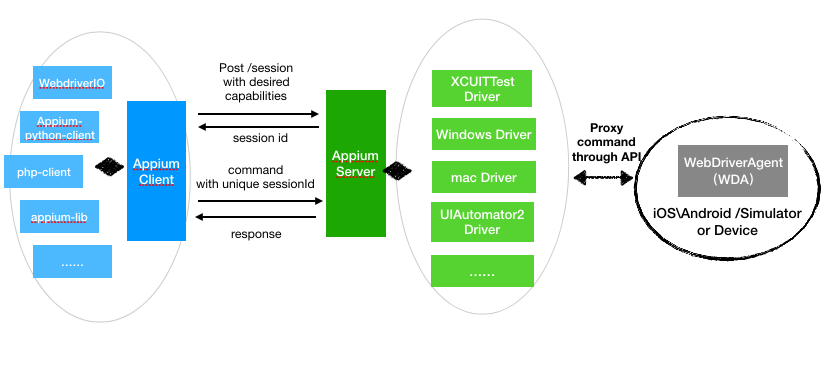 WebdriverIO
Appium-
python-client
php-client
appium-lib
......
Appium
Client
Post /session
with desired
capabilities
session id
command
with unique sessionId
response
Appium
Server
XCUITTest
Driver
Windows Driver
mac Driver
UIAutomator2
Driver
......
Proxy
command
through API
WebDriverAgent
(WDA)
iOS\Android /Simulator
or Device